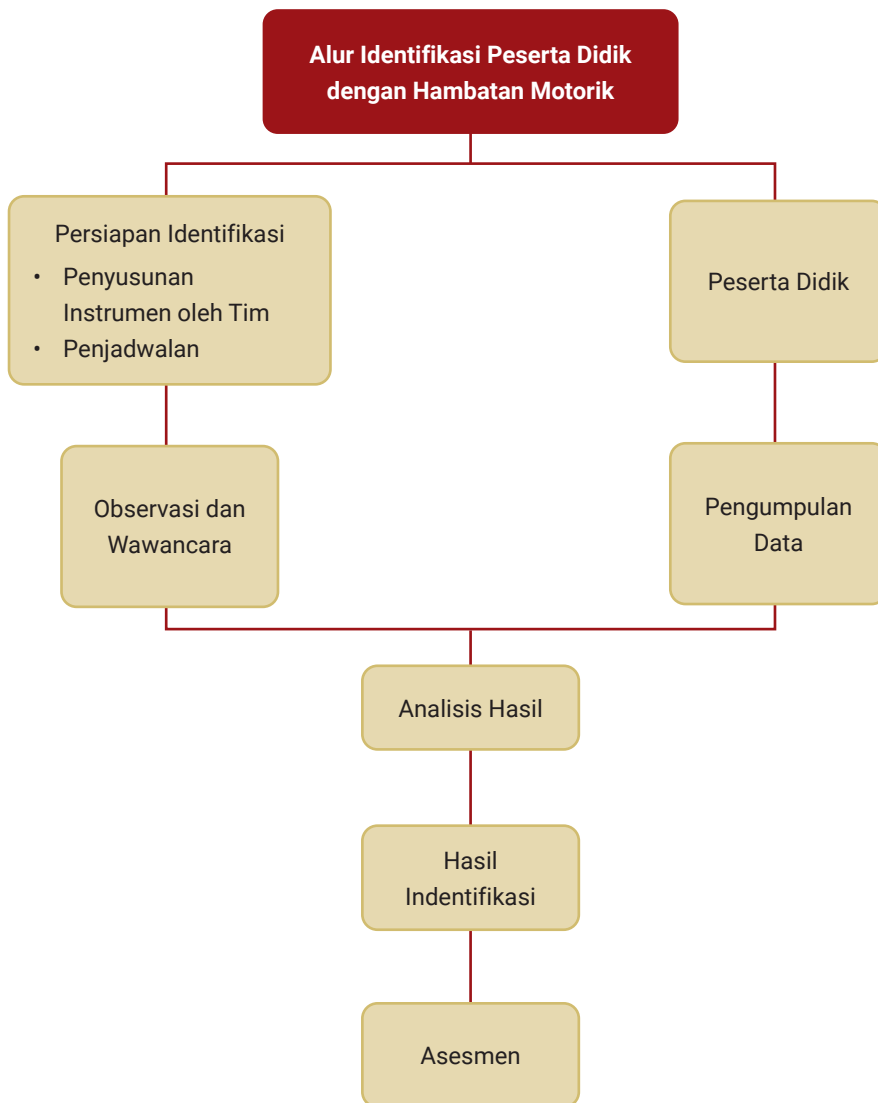 Alur Identifikasi Peserta Didik
dengan Hambatan Motorik
Persiapan Identifikasi
• Penyusunan
Instrumen oleh Tim
• Penjadwalan
Peserta Didik
Observasi dan
Wawancara
Pengumpulan
Data
Analisis Hasil
Hasil
Indentifikasi
Asesmen